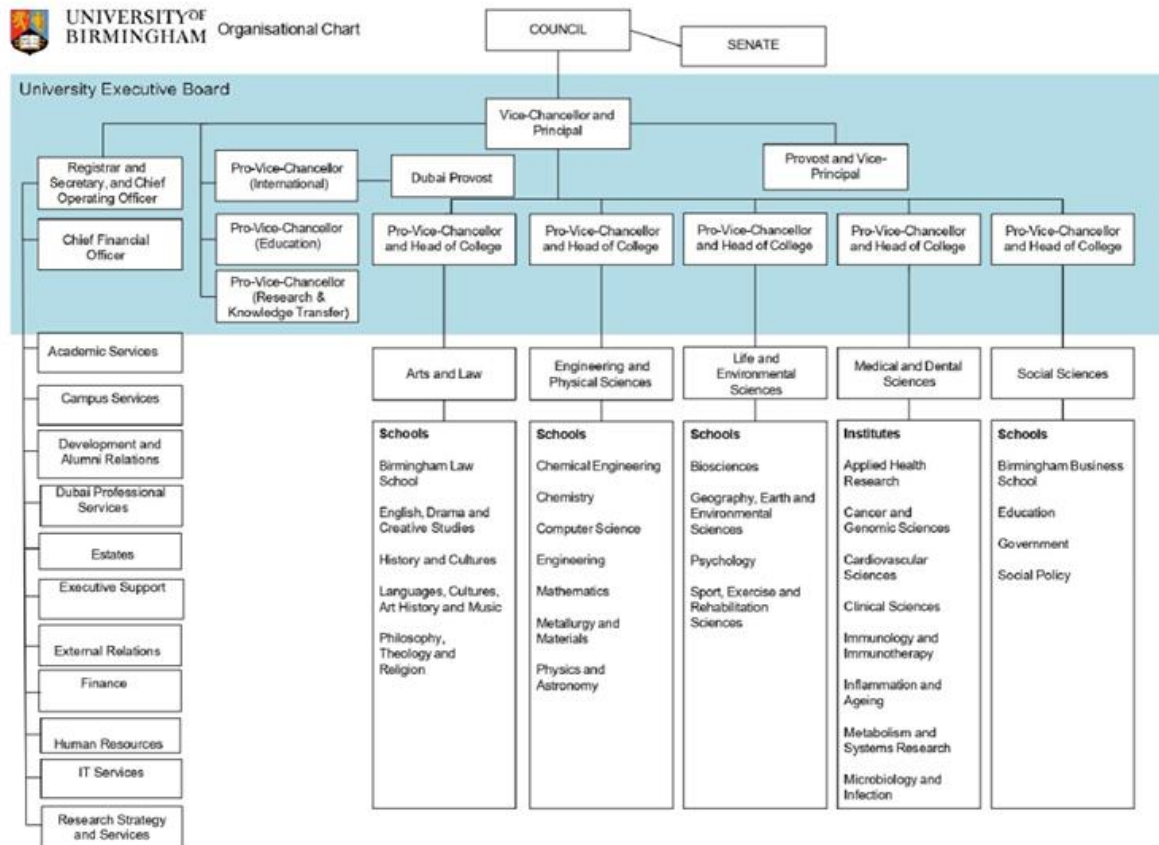 UNIVERSITY OF
BIRMINGHAM
Organisational Chart
COUNCIL
SENATE
University Executive Board
Vice-Chancellor and
Principal
Registrar and
Secretary, and Chief
Operating Officer
Pro-Vice-Chancellor
(International)
Dubai Provost
Provost and Vice-
Principal
Chief Financial
Officer
Pro-Vice-Chancellor
(Education)
Pro-Vice-Chancellor
and Head of College
Pro-Vice-Chancellor
and Head of College
Pro-Vice-Chancellor
and Head of College
Pro-Vice-Chancellor
and Head of College
Pro-Vice-Chancellor
and Head of College
Pro-Vice-Chancellor
(Research &
Knowledge Transfer)
Academic Services
Campus Services
Development and
Alumni Relations
Dubai Professional
Services
Estates
Executive Support
External Relations
Finance
Human Resources
IT Services
Research Strategy
and Services
Arts and Law
Schools
Birmingham Law
School
English, Drama and
Creative Studies
History and Cultures
Languages, Cultures,
Art History and Music
Philosophy,
Theology and
Religion
Engineering and
Physical Sciences
Schools
Chemical Engineering
Chemistry
Computer Science
Engineering
Mathematics
Metallurgy and
Materials
Physics and
Astronomy
Life and
Environmental
Sciences
Schools
Biosciences
Geography, Earth and
Environmental
Sciences
Psychology
Sport, Exercise and
Rehabilitation
Sciences
Medical and Dental
Sciences
Institutes
Applied Health
Research
Cancer and
Genomic Sciences
Cardiovascular
Sciences
Clinical Sciences
Immunology and
Immunotherapy
Inflammation and
Ageing
Metabolism and
Systems Research
Microbiology and
Infection
Social Sciences
Schools
Birmingham Business
School
Education
Government
Social Policy